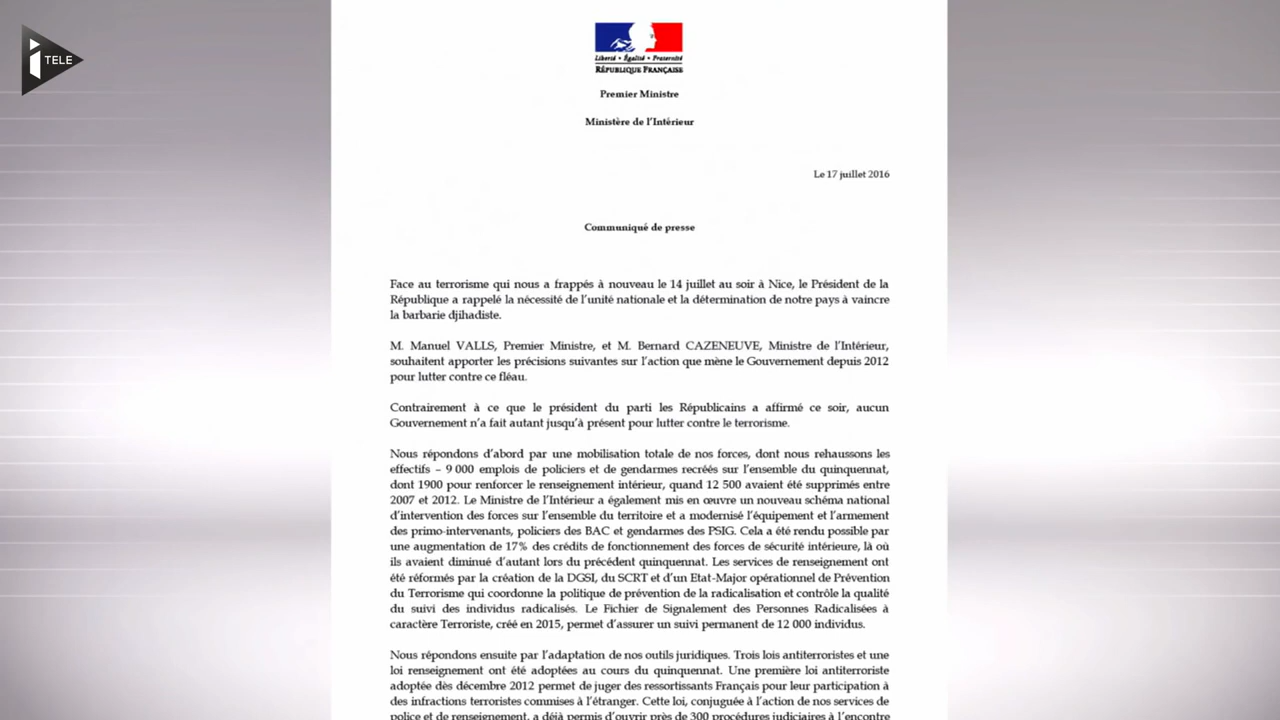 iTELE
Liberté • Égalité • Fraternité
RÉPUBLIQUE FRANÇAISE
Premier Ministre
Ministère de l'Intérieur
Le 17 juillet 2016
Communiqué de presse
Face au terrorisme qui nous a frappés à nouveau le 14 juillet au soir à Nice, le Président de la
République a rappelé la nécessité de l'unité nationale et la détermination de notre pays à vaincre
la barbarie djihadiste.
M. Manuel VALLS, Premier Ministre, et M. Bernard CAZENEUVE, Ministre de l'Intérieur,
souhaitent apporter les précisions suivantes sur l'action que mène le Gouvernement depuis 2012
pour lutter contre ce fléau.
Contrairement à ce que le président du parti les Républicains a affirmé ce soir, aucun
Gouvernement n'a fait autant jusqu'à présent pour lutter contre le terrorisme.
Nous répondons d'abord par une mobilisation totale de nos forces, dont nous rehaussons les
effectifs – 9 000 emplois de policiers et de gendarmes recréés sur l'ensemble du quinquennat,
dont 1900 pour renforcer le renseignement intérieur, quand 12 500 avaient été supprimés entre
2007 et 2012. Le Ministre de l'Intérieur a également mis en œuvre un nouveau schéma national
d'intervention des forces sur l'ensemble du territoire et a modernisé l'équipement et l'armement
des primo-intervenants, policiers des BAC et gendarmes des PSIG. Cela a été rendu possible par
une augmentation de 17% des crédits de fonctionnement des forces de sécurité intérieure, là où
ils avaient diminué d'autant lors du précédent quinquennat. Les services de renseignement ont
été réformés par la création de la DGSI, du SCRT et d'un Etat-Major opérationnel de Prévention
du Terrorisme qui coordonne la politique de prévention de la radicalisation et contrôle la qualité
du suivi des individus radicalisés. Le Fichier de Signalement des Personnes Radicalisées à
caractère Terroriste, créé en 2015, permet d'assurer un suivi permanent de 12 000 individus.
Nous répondons ensuite par l'adaptation de nos outils juridiques. Trois lois antiterroristes et une
loi renseignement ont été adoptées au cours du quinquennat. Une première loi antiterroriste
adoptée dès décembre 2012 permet de juger des ressortissants Français pour leur participation à
des infractions terroristes commises à l'étranger. Cette loi, conjuguée à l'action de nos services de
police et de renseignement, a déjà permis d'ouvrir près de 300 procédures judiciaires à l'encontre